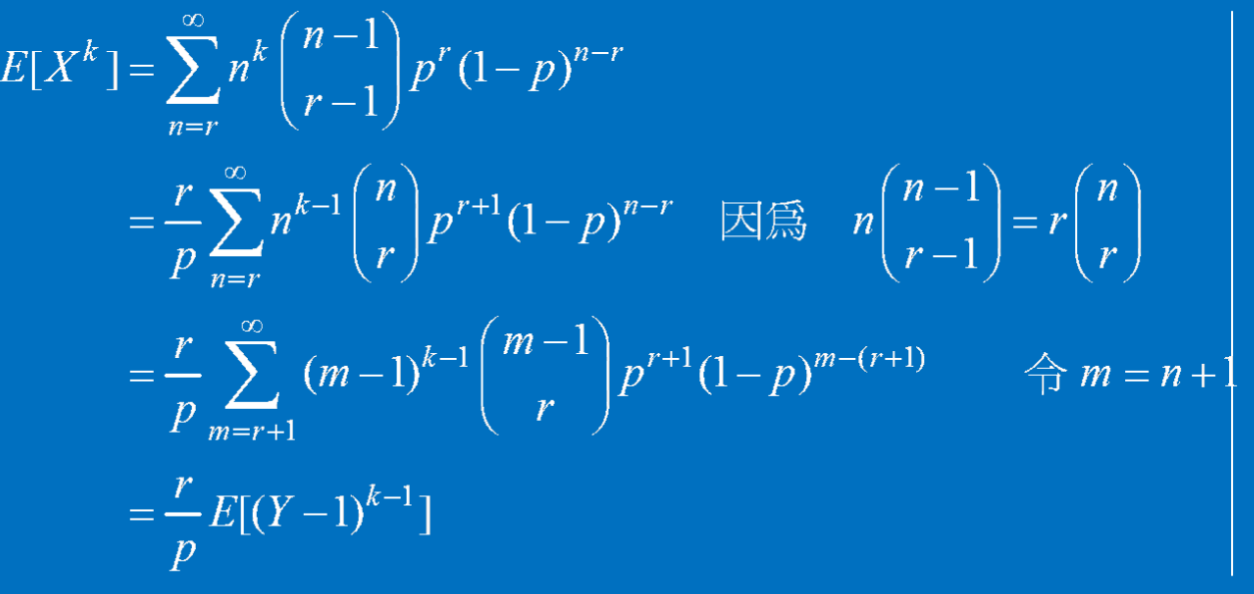 $E[X^k] = \sum_{n=r}^{\infty} n^k \binom{n-1}{r-1} p^r (1-p)^{n-r}$
$= \frac{r}{p} \sum_{n=r}^{\infty} n^{k-1} \binom{n}{r} p^{r+1} (1-p)^{n-r}$ 因爲 $n \binom{n-1}{r-1} = r \binom{n}{r}$
$= \frac{r}{p} \sum_{m=r+1}^{\infty} (m-1)^{k-1} \binom{m-1}{r} p^{r+1} (1-p)^{m-(r+1)}$ 令 $m = n+1$
$= \frac{r}{p} E[(Y-1)^{k-1}]$